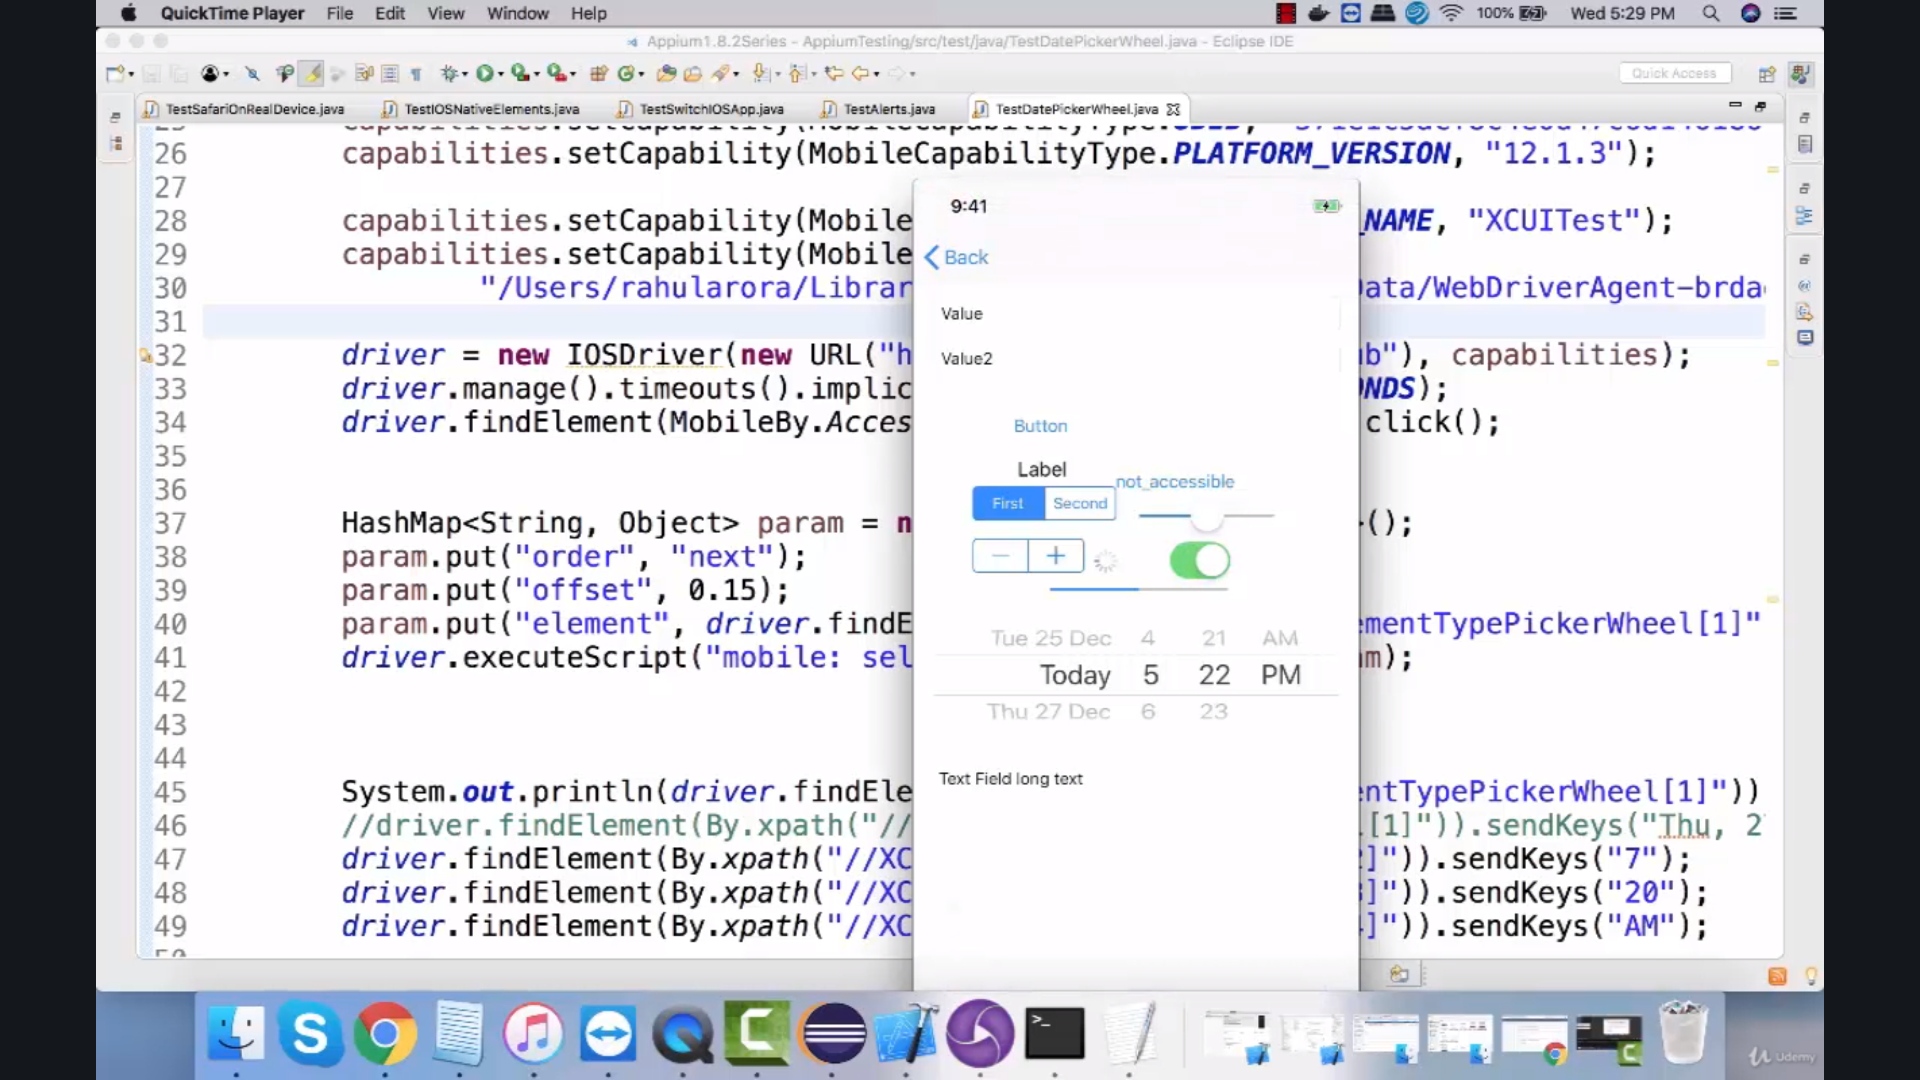 QuickTime Player File Edit View Window Help 100% Wed 5:29 PM
Appium1.8.2Series - AppiumTesting/src/test/java/TestDatePickerWheel.java - Eclipse IDE
Quick Access
TestSafariOnRealDevice.java TestIOSNativeElements.java TestSwitchIOSApp.java TestAlerts.java TestDatePickerWheel.java
26 capabilities.setCapability(MobileCapabilityType.PLATFORM_VERSION, "12.1.3");
27
28 capabilities.setCapability(Mobile _NAME, "XCUITest");
29 capabilities.setCapability(Mobile
30 "/Users/rahularora/Librar ata/WebDriverAgent-brda
31
32 driver = new IOSDriver(new URL("h b"), capabilities);
33 driver.manage().timeouts().implic NDS);
34 driver.findElement(MobileBy.Acces click();
35
36
37 HashMap<String, Object> param = n ();
38 param.put("order", "next");
39 param.put("offset", 0.15);
40 param.put("element", driver.findE mentTypePickerWheel[1]"
41 driver.executeScript("mobile: sel m);
42
43
44
45 System.out.println(driver.findEle ntTypePickerWheel[1]"))
46 //driver.findElement(By.xpath("// [1]")).sendKeys("Thu, 2
47 driver.findElement(By.xpath("//XC ]")).sendKeys("7");
48 driver.findElement(By.xpath("//XC ]")).sendKeys("20");
49 driver.findElement(By.xpath("//XC ]")).sendKeys("AM");
9:41
Back
Value
Value2
Button
Label
not_accessible
First Second
Tue 25 Dec 4 21 AM
Today 5 22 PM
Thu 27 Dec 6 23
Text Field long text
Udemy